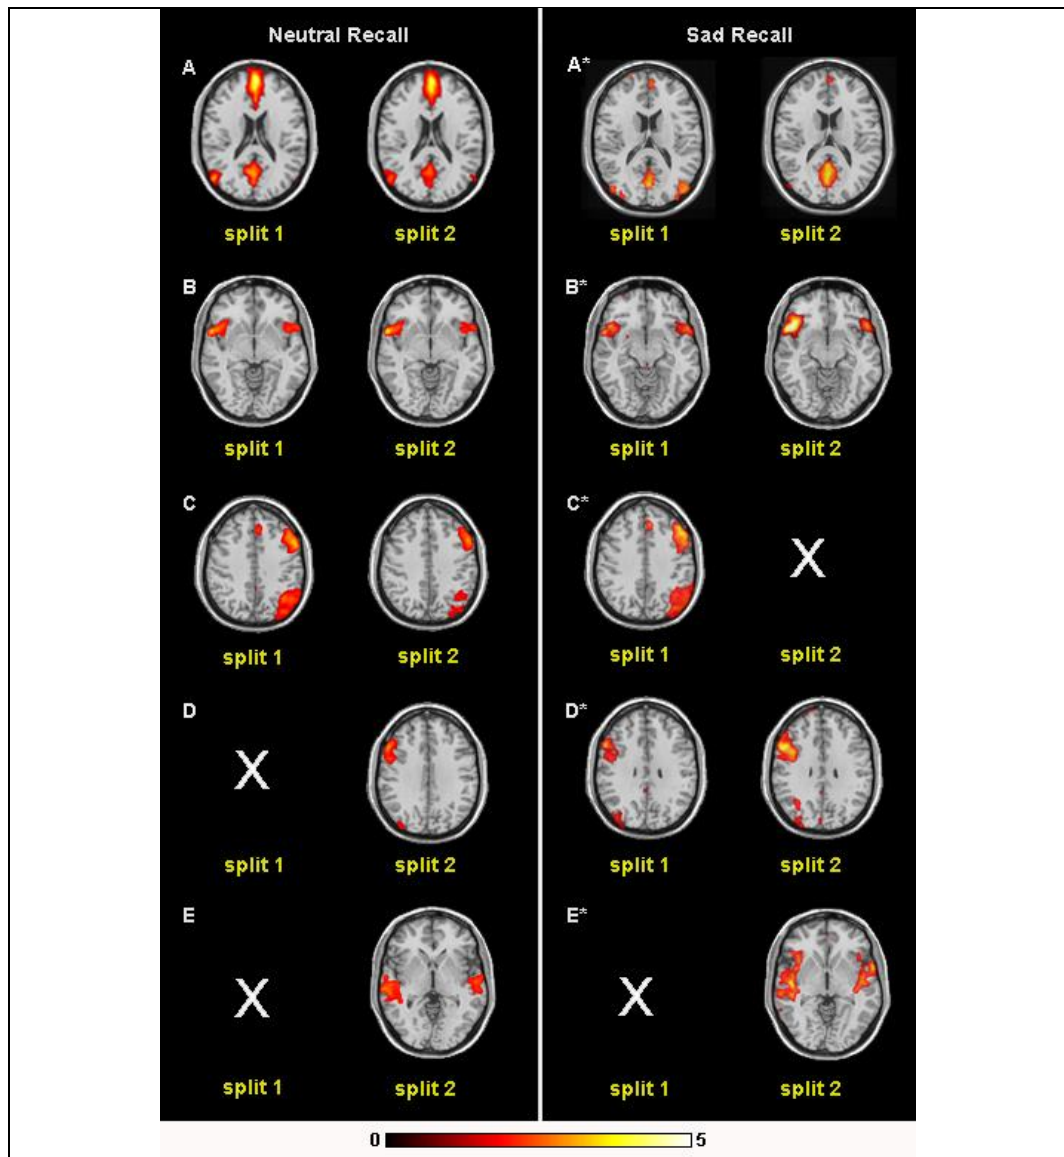 Neutral Recall Sad Recall
A A*
split 1 split 2 split 1 split 2
B B*
split 1 split 2 split 1 split 2
C C*
X
split 1 split 2 split 1 split 2
D D*
X
split 1 split 2 split 1 split 2
E E*
X X
split 1 split 2 split 1 split 2
0 5